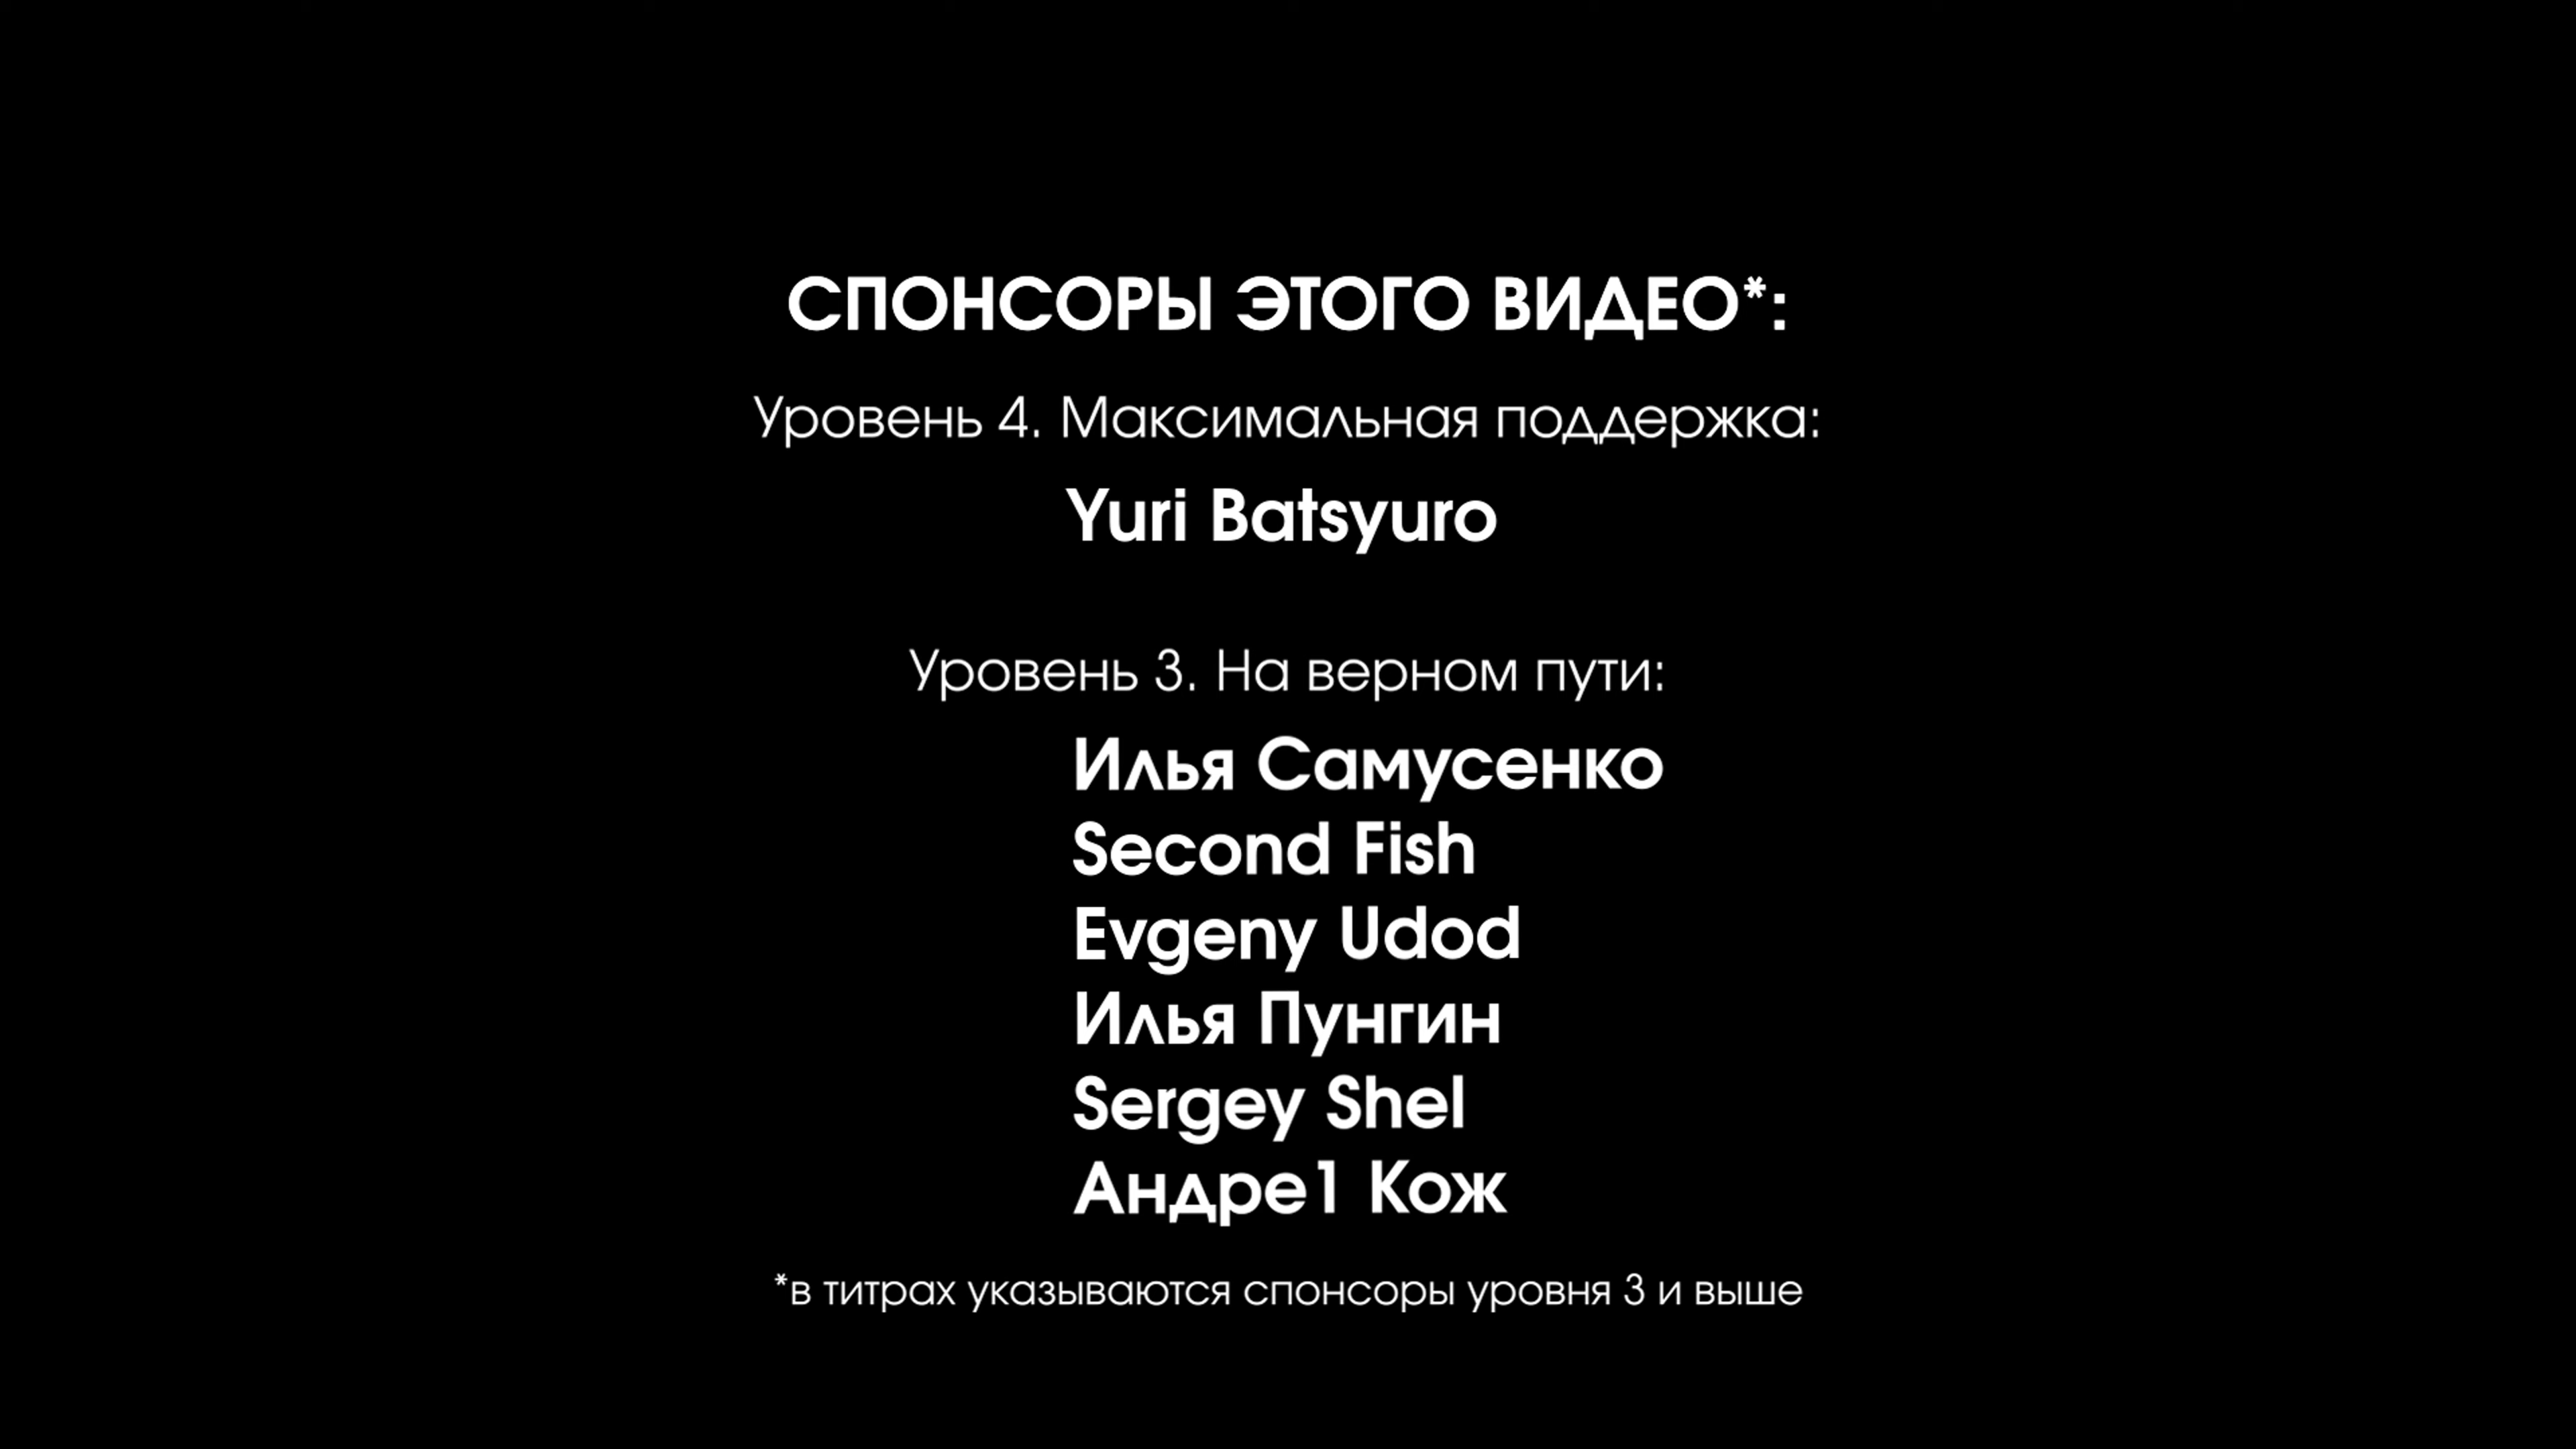 СПОНСОРЫ ЭТОГО ВИДЕО*:
Уровень 4. Максимальная поддержка:
Yuri Batsyuro
Уровень 3. На верном пути:
Илья Самусенко
Second Fish
Evgeny Udod
Илья Пунгин
Sergey Shel
Андре1 Кож
*в титрах указываются спонсоры уровня 3 и выше